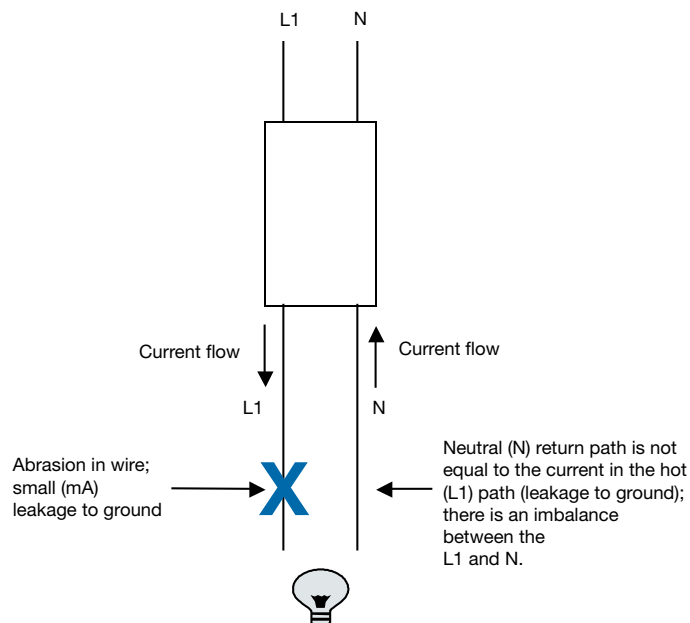 L1
N
Current flow
Current flow
L1
N
Abrasion in wire;
small (mA)
leakage to ground
X
Neutral (N) return path is not
equal to the current in the hot
(L1) path (leakage to ground);
there is an imbalance
between the
L1 and N.